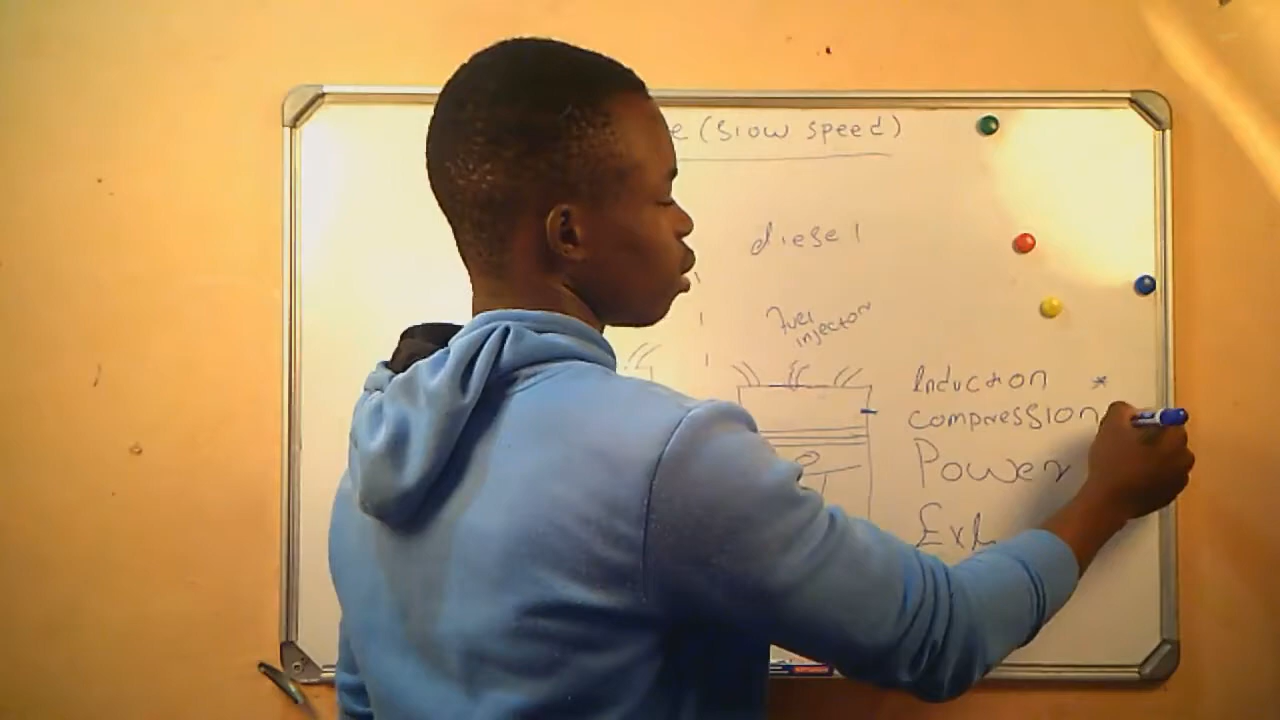 e (slow speed)
diesel
Fuel
injector
Induction *
compression
Power
Exh